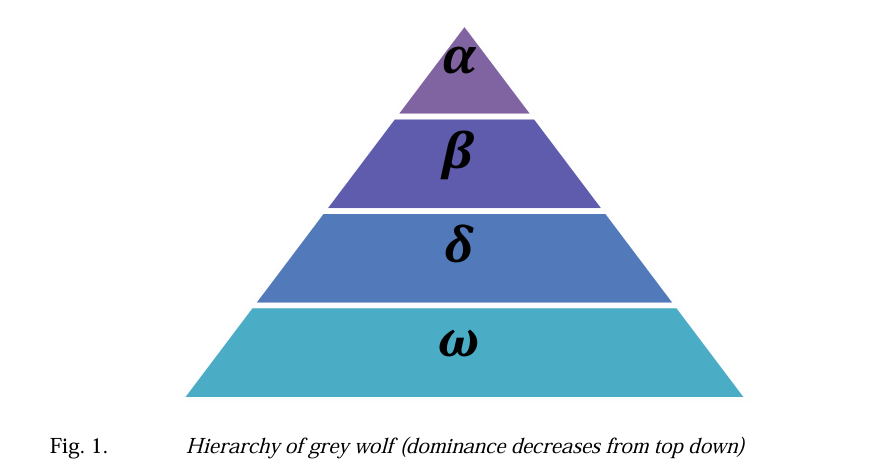 α
β
δ
ω
Fig. 1. Hierarchy of grey wolf (dominance decreases from top down)